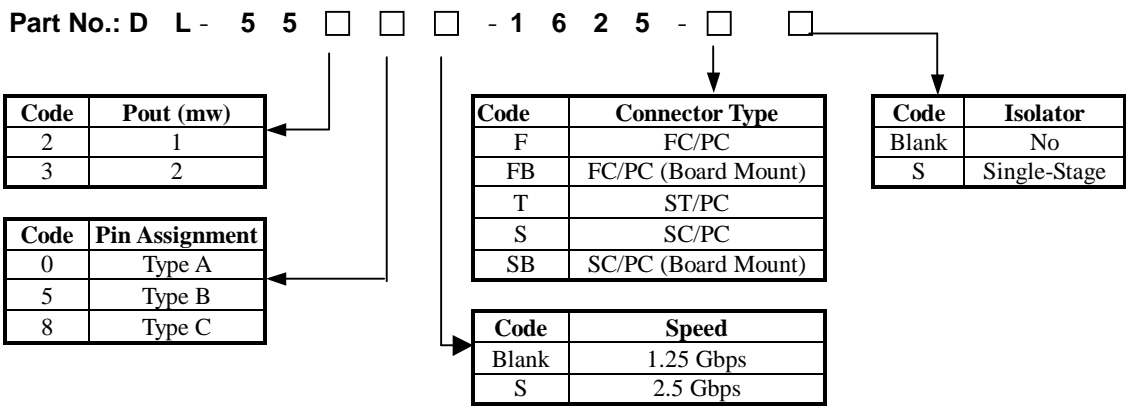 Part No.: D L - 5 5 □ □ □ - 1 6 2 5 - □ □
Code Pout (mw)
2 1
3 2
Code Pin Assignment
0 Type A
5 Type B
8 Type C
Code Connector Type
F FC/PC
FB FC/PC (Board Mount)
T ST/PC
S SC/PC
SB SC/PC (Board Mount)
Code Speed
Blank 1.25 Gbps
S 2.5 Gbps
Code Isolator
Blank No
S Single-Stage